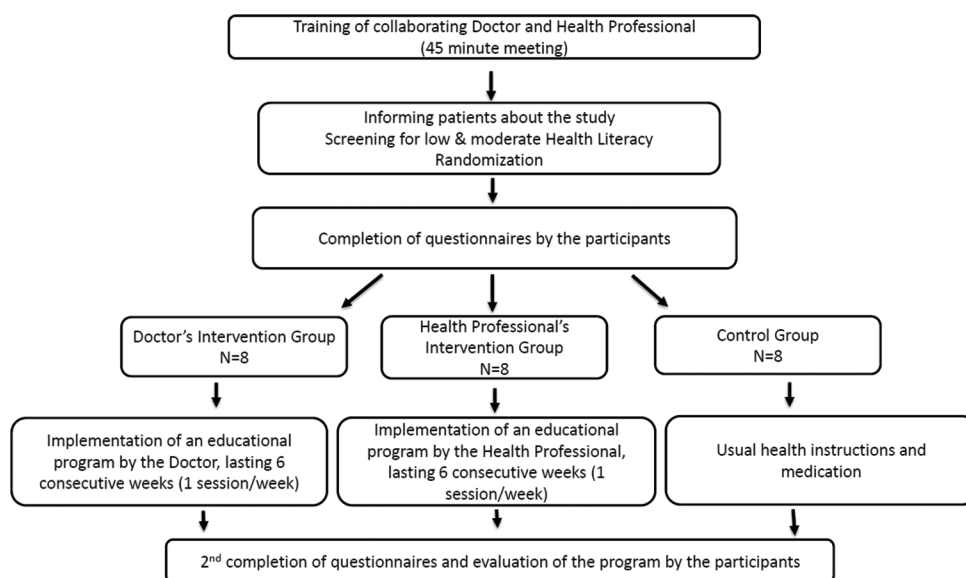 Training of collaborating Doctor and Health Professional
(45 minute meeting)
Informing patients about the study
Screening for low & moderate Health Literacy
Randomization
Completion of questionnaires by the participants
Doctor's Intervention Group
N=8
Health Professional's
Intervention Group
N=8
Control Group
N=8
Implementation of an educational
program by the Doctor, lasting 6
consecutive weeks (1 session/week)
Implementation of an educational
program by the Health Professional,
lasting 6 consecutive weeks (1
session/week)
Usual health instructions and
medication
2nd completion of questionnaires and evaluation of the program by the participants